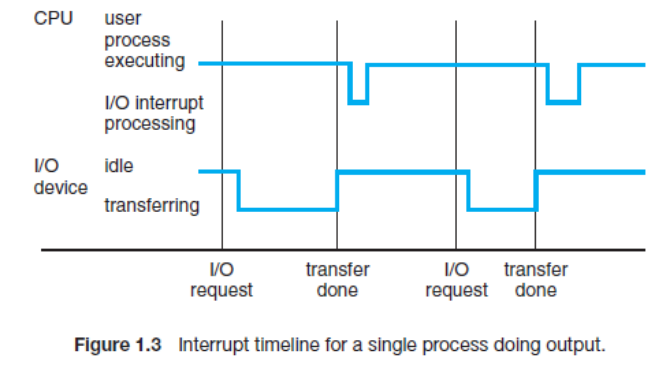 CPU
user
process
executing
I/O interrupt
processing
I/O
device
idle
transferring
I/O
request
transfer
done
I/O
request
transfer
done
Figure 1.3 Interrupt timeline for a single process doing output.